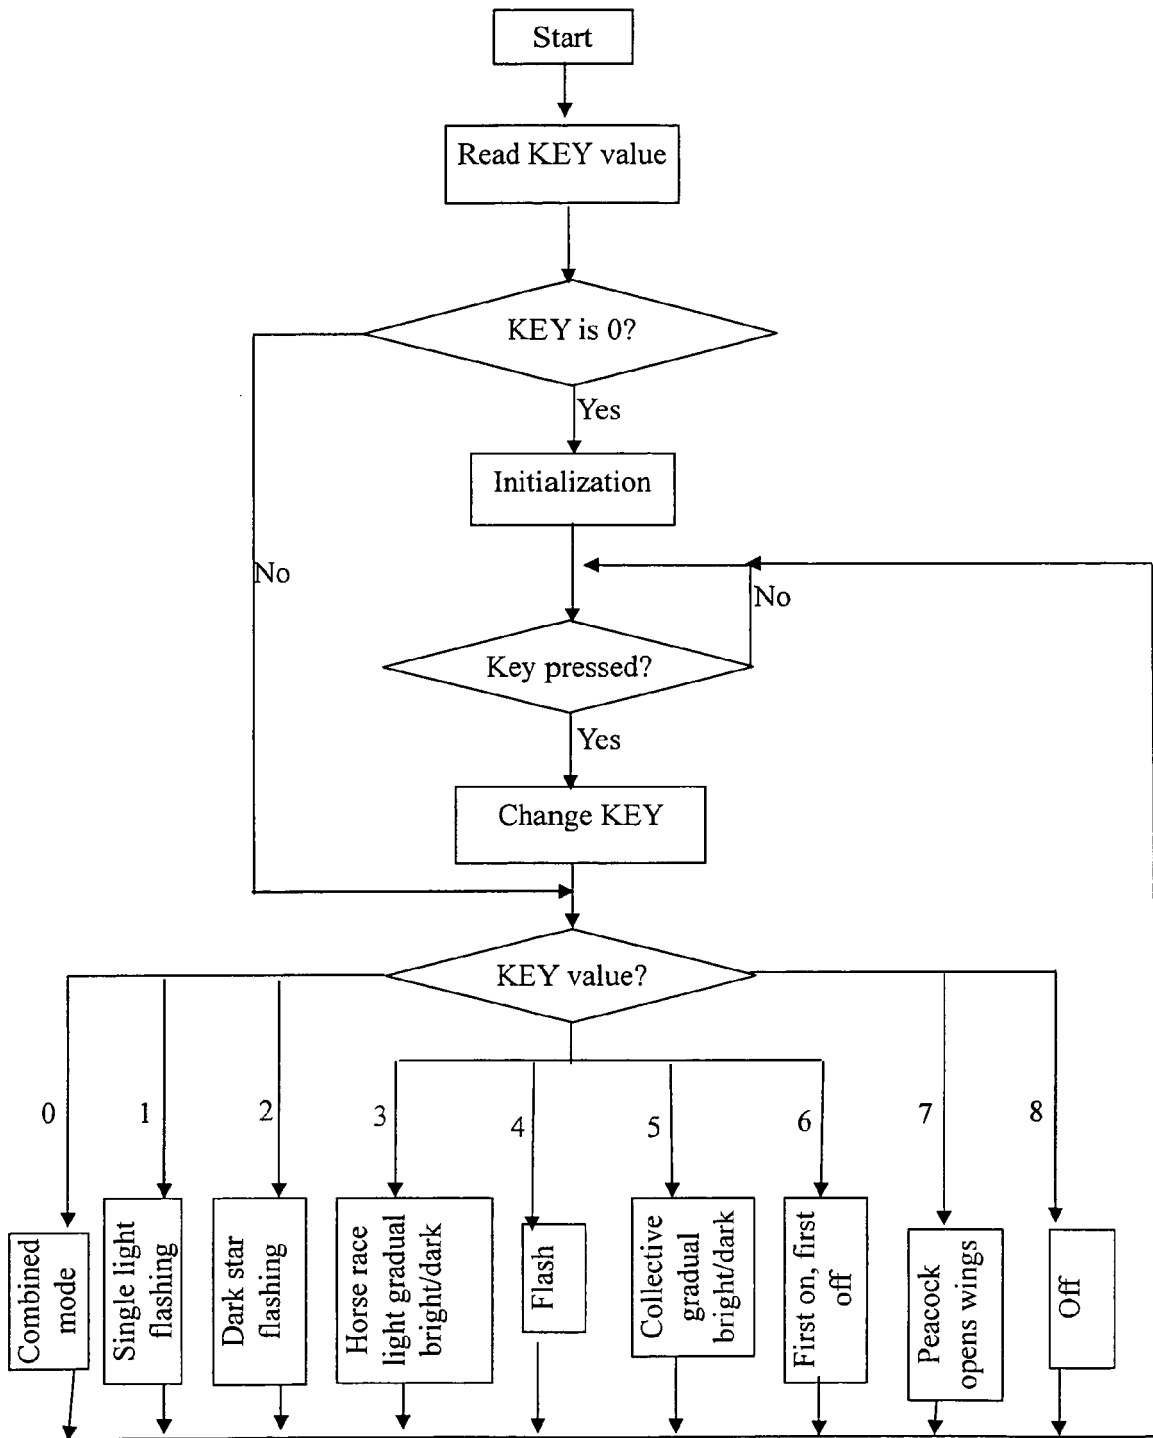 Start
Read KEY value
KEY is 0?
Yes
Initialization
No
No
Key pressed?
Yes
Change KEY
KEY value?
0
1
2
3
4
5
6
7
8
Combined
mode
Single light
flashing
Dark star
flashing
Horse race
light gradual
bright/dark
Flash
Collective
gradual
bright/dark
First on, first
off
Peacock
opens wings
Off